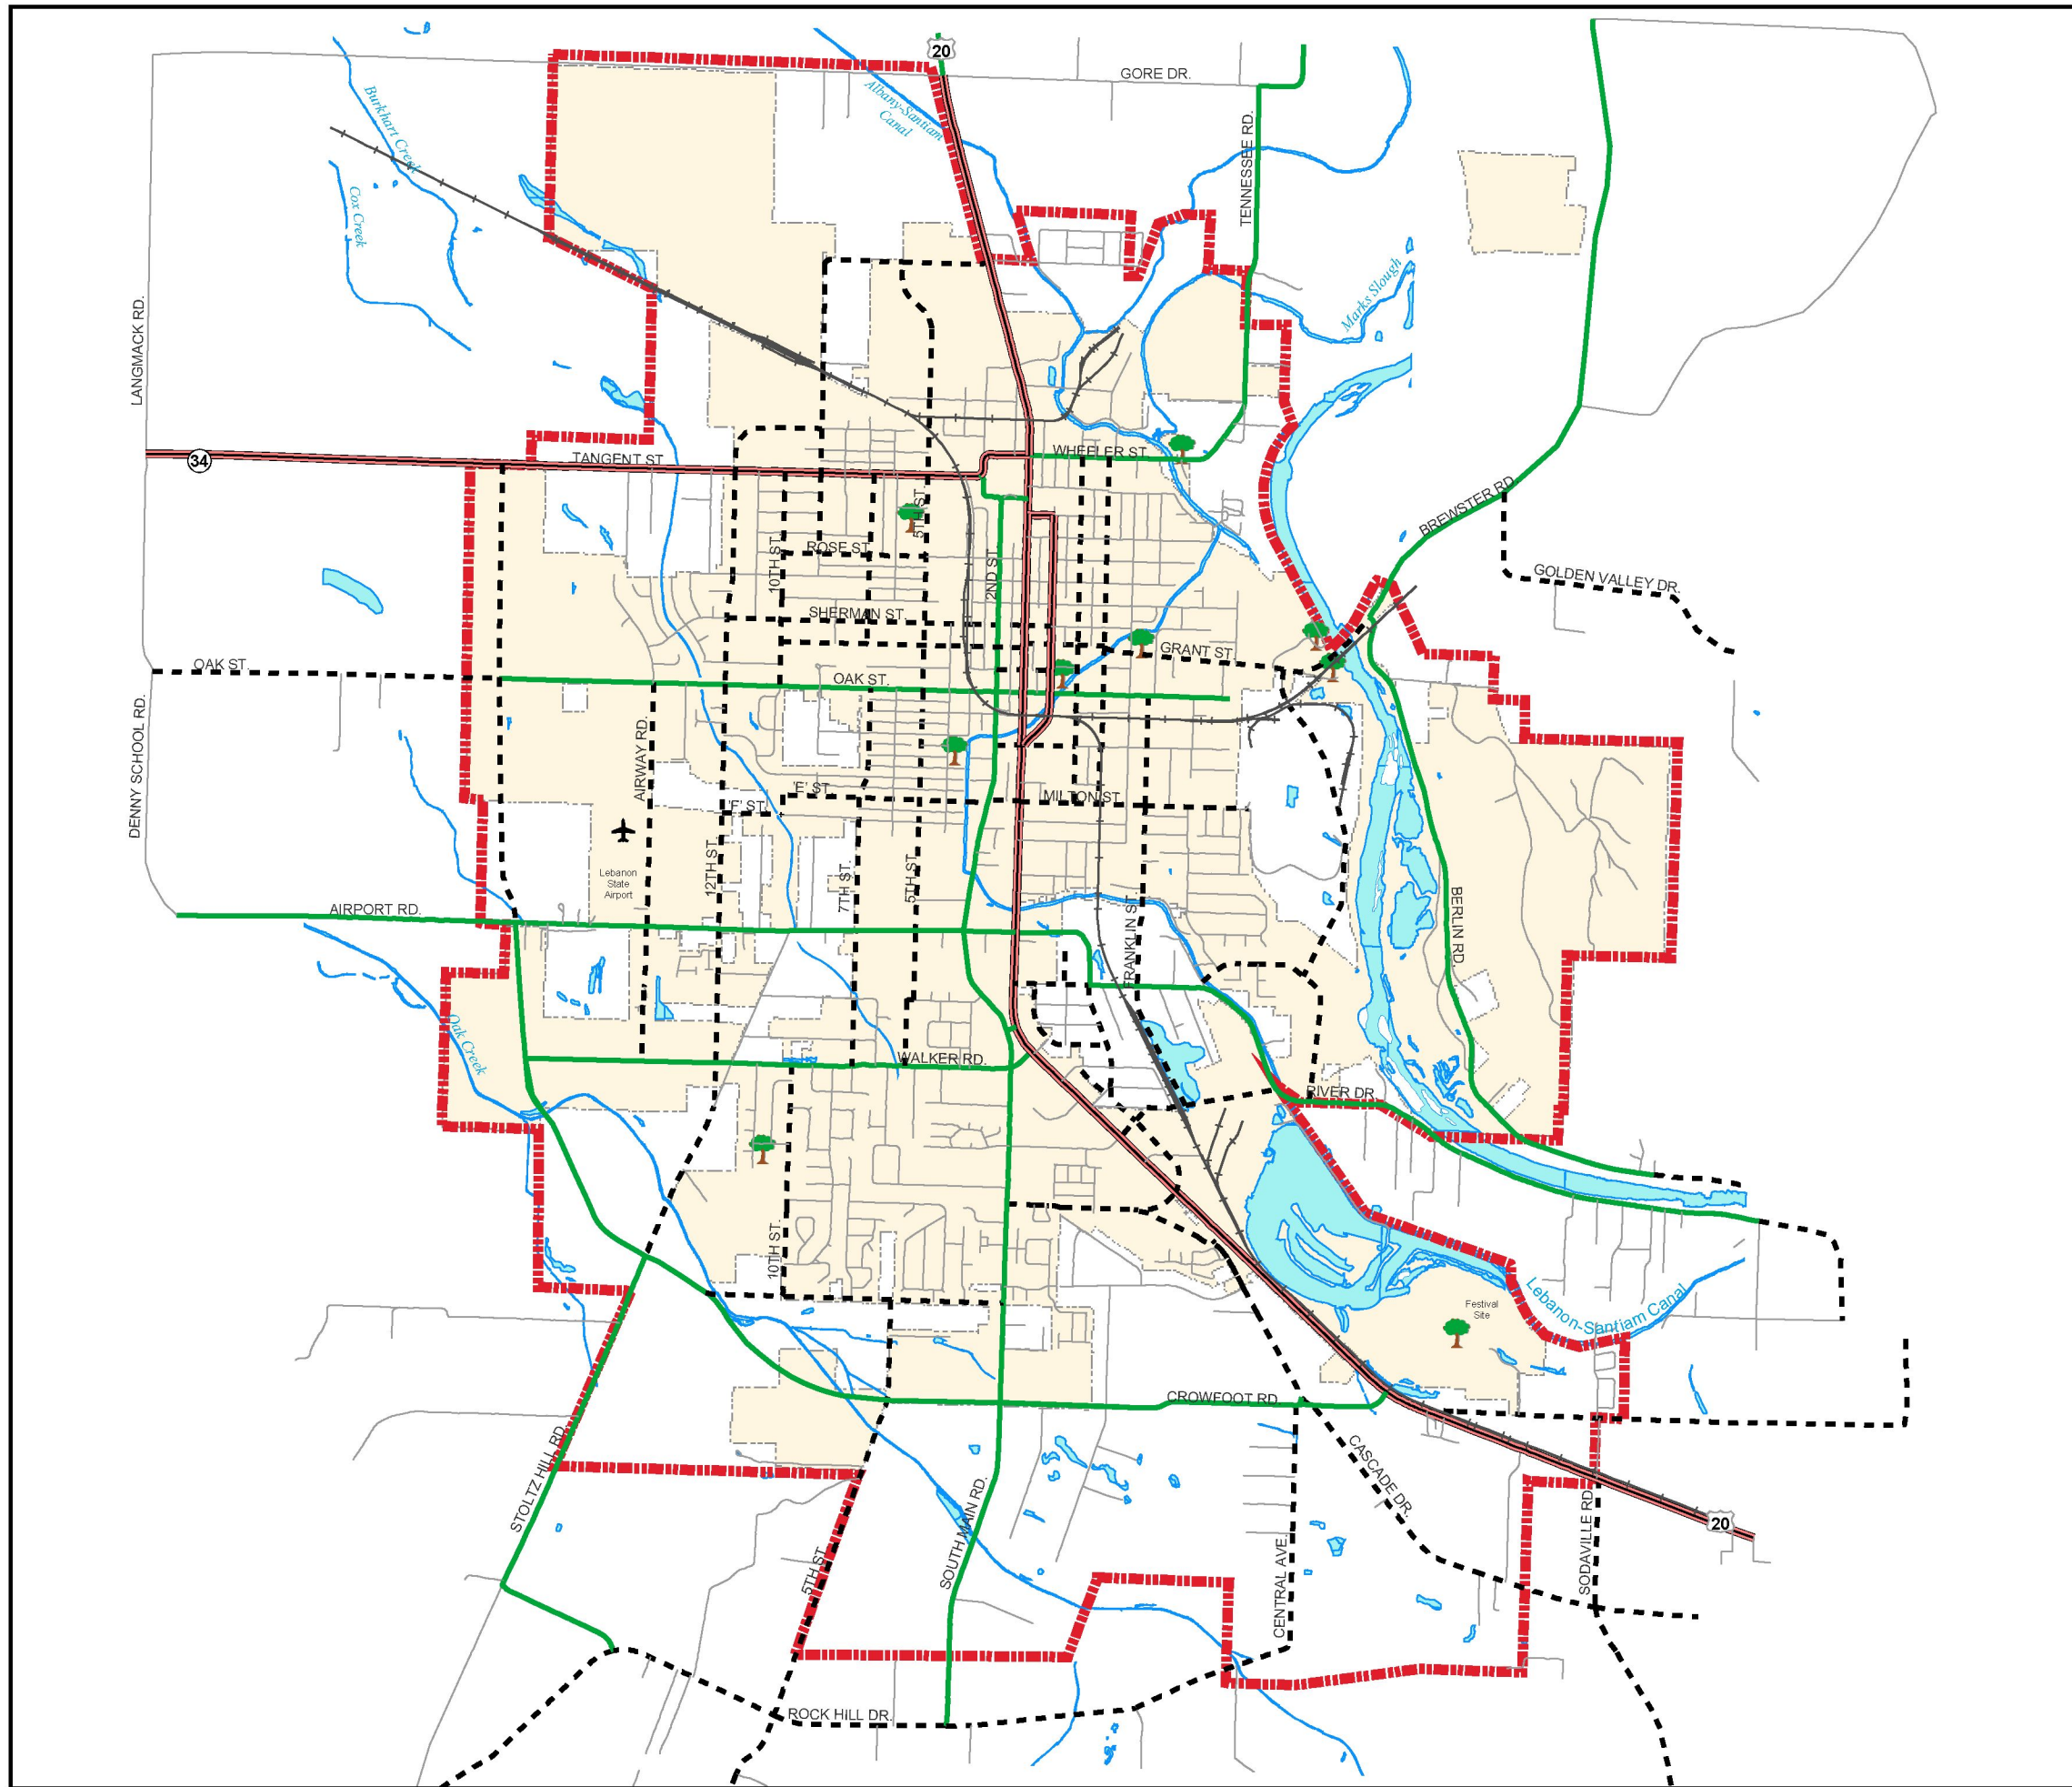 20
GORE DR.
Albany-Santiam
Canal
Burkhart Creek
TENNESSEE RD.
Cox Creek
Marks Slough
LANGMACK RD.
34
TANGENT ST
WHEELER ST.
BREWSTER RD
5TH ST.
10TH ST.
ROSE ST.
2ND ST
GOLDEN VALLEY DR.
SHERMAN ST.
GRANT ST.
OAK ST.
OAK ST.
DENNY SCHOOL RD.
AIRWAY RD.
'E' ST.
'F' ST.
MILTON ST.
Lebanon
State
Airport
12TH ST.
7TH ST.
5TH ST.
FRANKLIN ST.
BERLIN RD.
AIRPORT RD.
Oak Creek
WALKER RD.
RIVER DR.
10TH ST.
Festival
Site
Lebanon-Santiam Canal
CROWFOOT RD.
STOLTZ HILL RD.
CASCADE DR.
SOUTH MAIN RD.
5TH ST.
CENTRAL AVE.
SODAVILLE RD.
20
ROCK HILL DR.